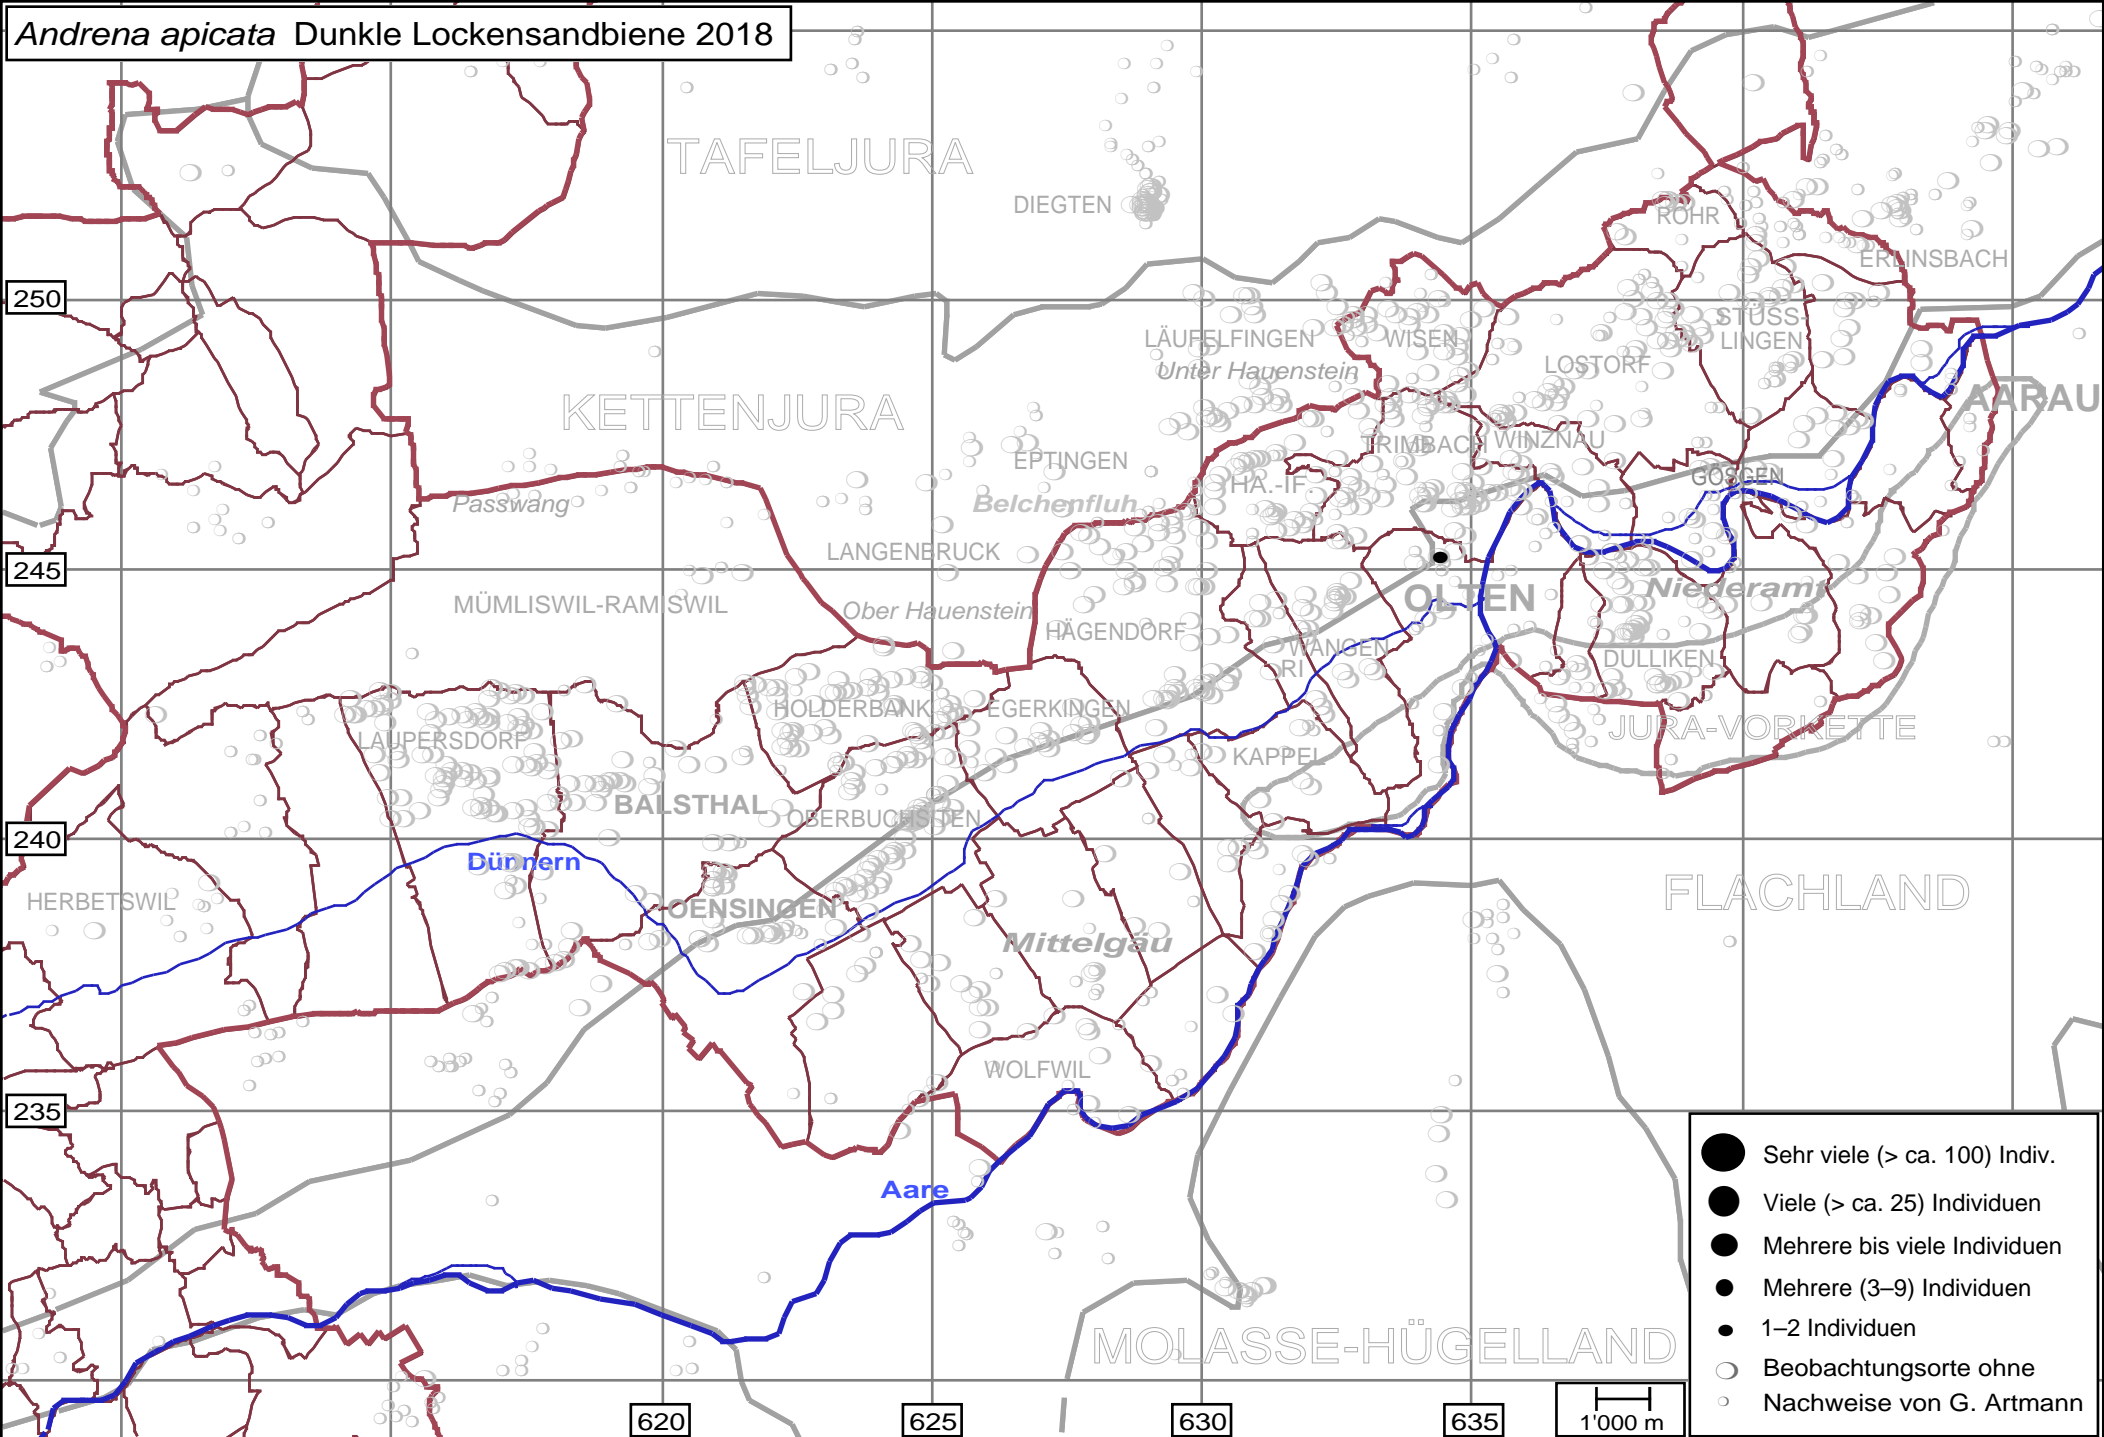 Andrena apicata Dunkle Lockensandbiene 2018
TAFELJURA
DIEGTEN
ROHR
ERLINSBACH
250
LÄUFELFINGEN
WISEN
STÜSS-
LINGEN
Unter Hauenstein
LOSTORF
KETTENJURA
AARAU
TRIMBACH
WINZNAU
EPTINGEN
GÖSGEN
HA.-IF.
Passwang
Belchenfluh
LANGENBRUCK
245
MÜMLISWIL-RAMISWIL
Ober Hauenstein
OLTEN
Niederamt
HÄGENDORF
WANGEN
RI
DULLIKEN
HOLDERBANK
EGERKINGEN
LAUPERSDORF
JURA-VORKETTE
KAPPEL
BALSTHAL
OBERBUCHSITEN
240
Dünnern
HERBETSWIL
FLACHLAND
OENSINGEN
Mittelgäu
WOLFWIL
235
Aare
MOLASSE-HÜGELLAND
Sehr viele (> ca. 100) Indiv.
Viele (> ca. 25) Individuen
Mehrere bis viele Individuen
Mehrere (3–9) Individuen
1–2 Individuen
Beobachtungsorte ohne
Nachweise von G. Artmann
620
625
630
635
1'000 m